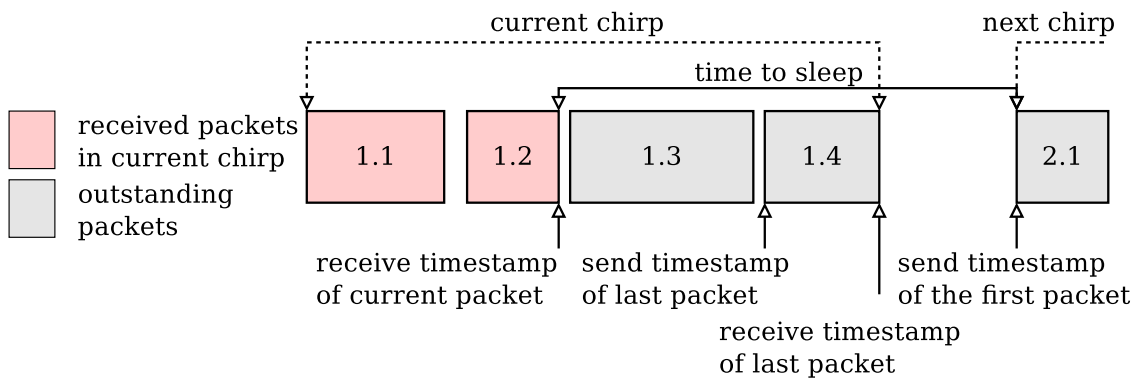 current chirp
next chirp
time to sleep
received packets
in current chirp
outstanding
packets
1.1
1.2
1.3
1.4
2.1
receive timestamp
of current packet
send timestamp
of last packet
receive timestamp
of last packet
send timestamp
of the first packet